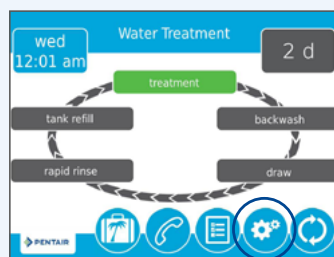 wed
12:01 am
Water Treatment
2 d
treatment
tank refill
backwash
rapid rinse
draw
PENTAIR